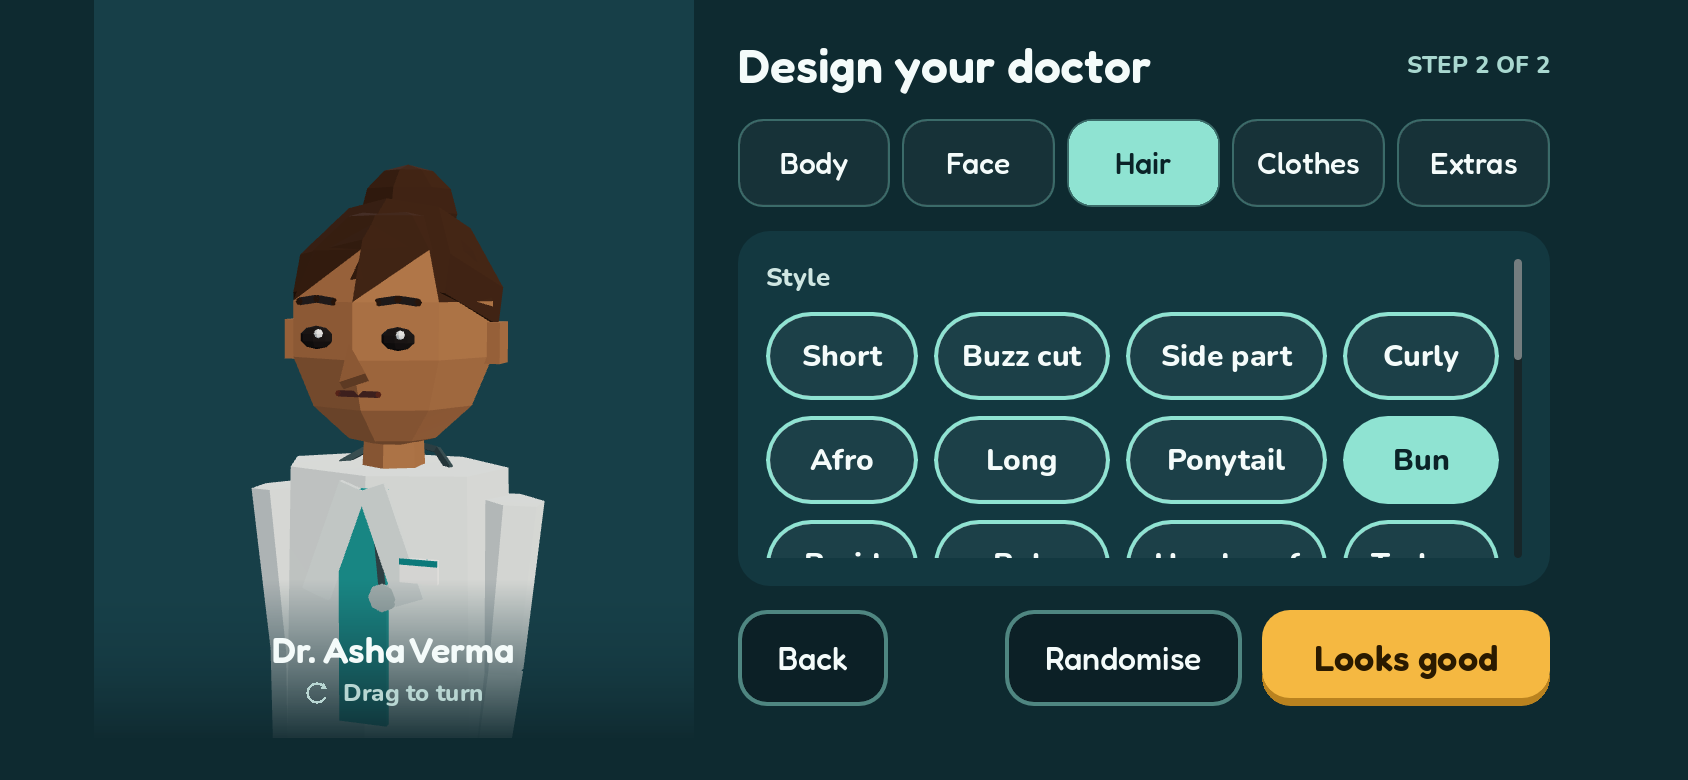 Design your doctor
STEP 2 OF 2
Body
Face
Hair
Clothes
Extras
Style
Short
Buzz cut
Side part
Curly
Afro
Long
Ponytail
Bun
Back
Randomise
Looks good
Dr. Asha Verma
Drag to turn